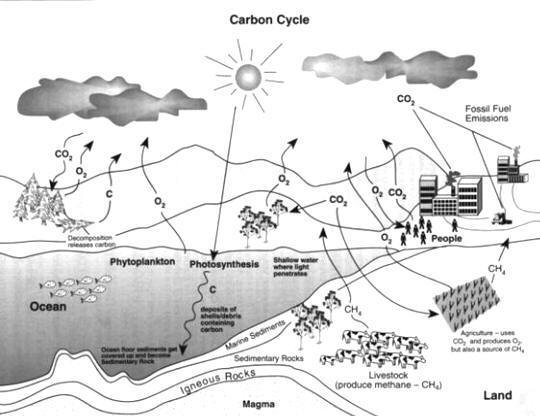 Carbon Cycle
CO2
Fossil Fuel
Emissions
CO2
O2
C
O2
O2
CO2
O2
CO2
O2
People
Decomposition
releases carbon
Phytoplankton
Photosynthesis
Shallow water
where light
penetrates
CH4
Ocean
C
deposits of
shells/debris
containing
carbon
CH4
Agriculture – uses
CO2 and produces O2,
but also a source of CH4
Ocean floor sediments get
covered up and become
Sedimentary Rock
Marine Sediments
Sedimentary Rocks
Igneous Rocks
Livestock
(produce methane – CH4)
Magma
Land